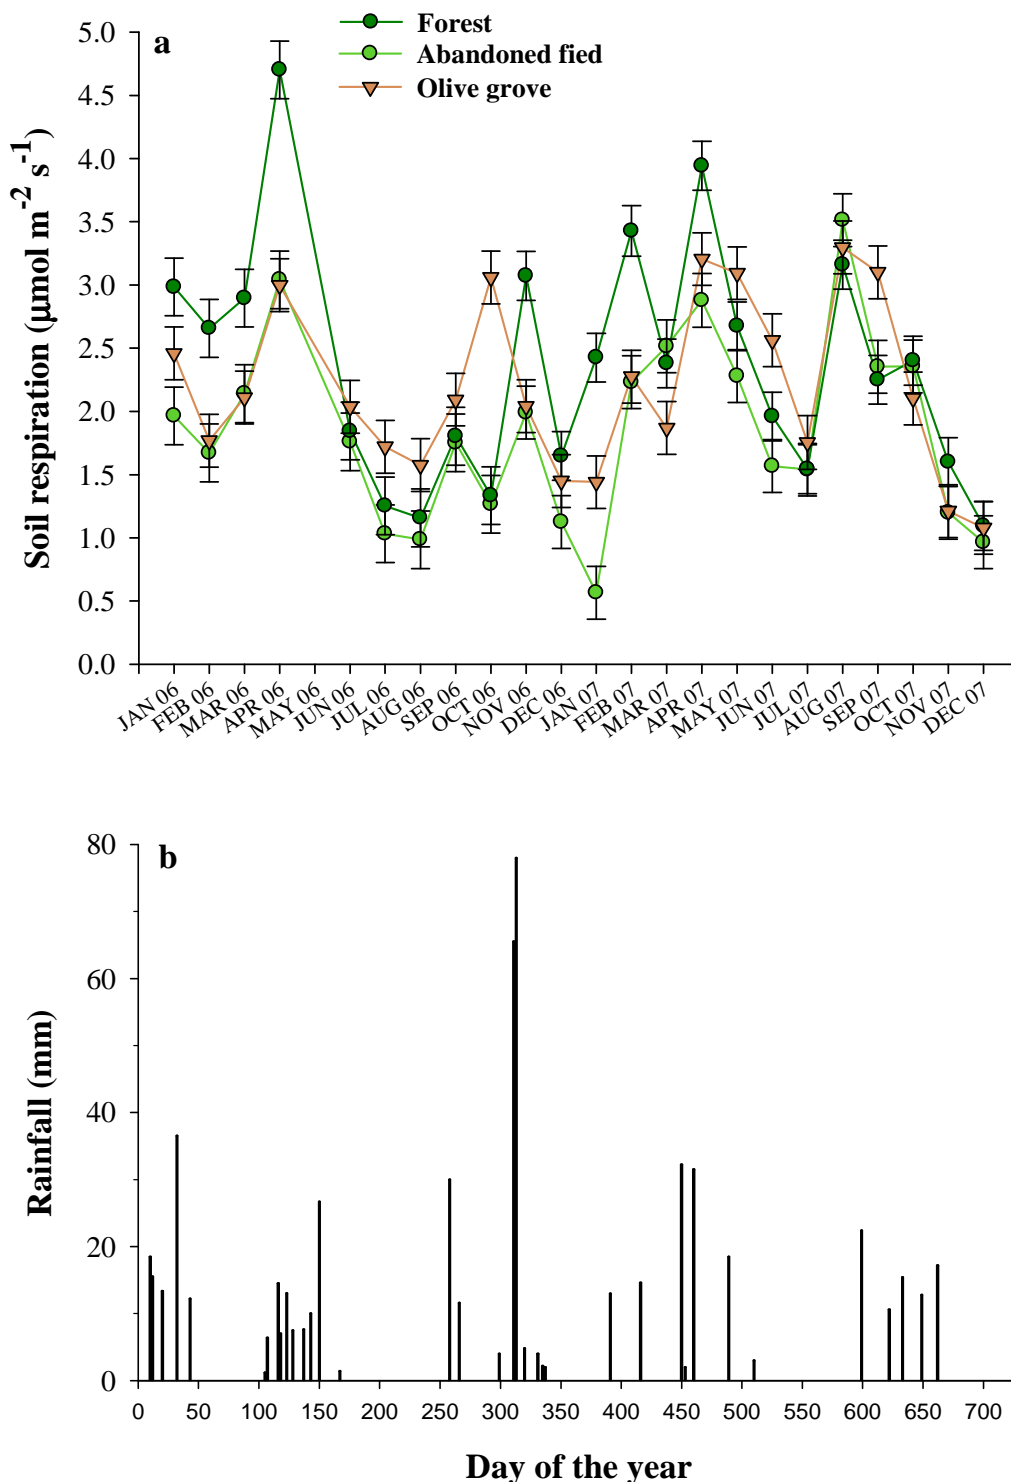 a
Forest
Abandoned fied
Olive grove
Soil respiration (μmol m-2 s-1)
5.0
4.5
4.0
3.5
3.0
2.5
2.0
1.5
1.0
0.5
0.0
JAN 06
FEB 06
MAR 06
APR 06
MAY 06
JUN 06
JUL 06
AUG 06
SEP 06
OCT 06
NOV 06
DEC 06
JAN 07
FEB 07
MAR 07
APR 07
MAY 07
JUN 07
JUL 07
AUG 07
SEP 07
OCT 07
NOV 07
DEC 07
b
Rainfall (mm)
80
60
40
20
0
0 50 100 150 200 250 300 350 400 450 500 550 600 650 700
Day of the year